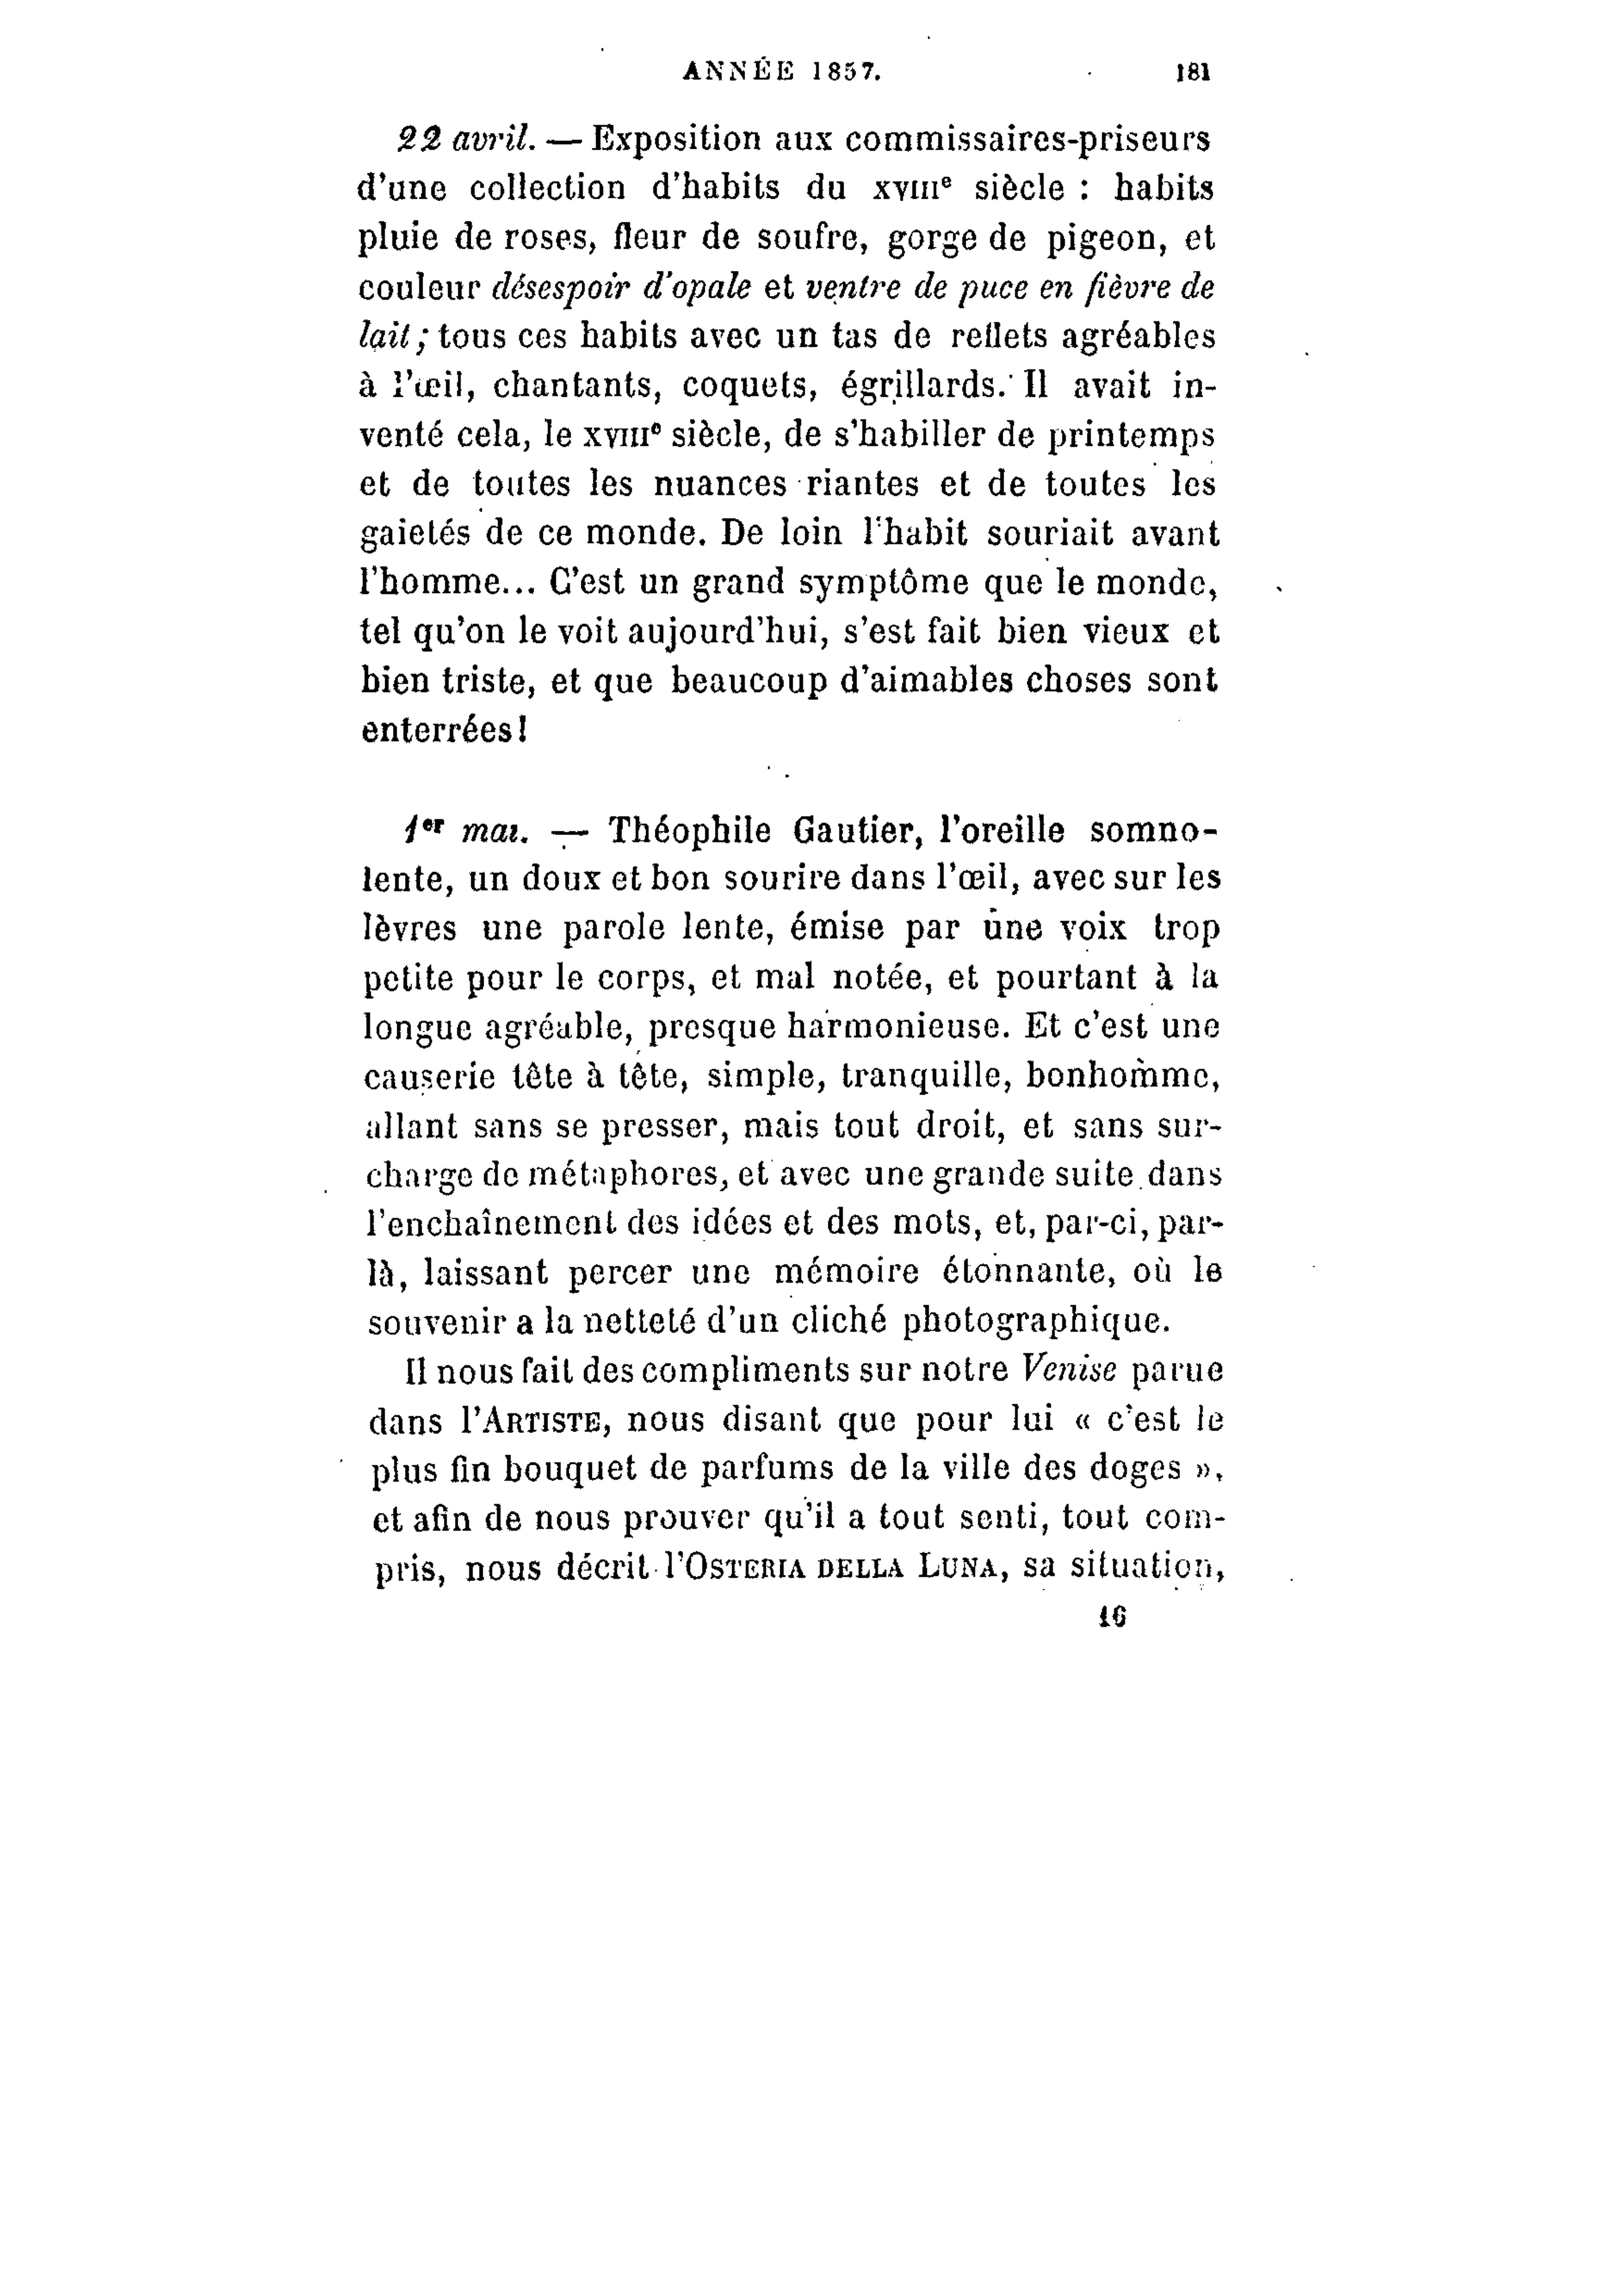 ANNÉE 1857. 181
22 avril. — Exposition aux commissaires-priseurs
d'une collection d'habits du XVIIIe siècle : habits
pluie de roses, fleur de soufre, gorge de pigeon, et
couleur désespoir d'opale et ventre de puce en fièvre de
lait ; tous ces habits avec un tas de reflets agréables
à l'œil, chantants, coquets, égrillards. Il avait in-
venté cela, le XVIIIe siècle, de s'habiller de printemps
et de toutes les nuances riantes et de toutes les
gaietés de ce monde. De loin l'habit souriait avant
l'homme... C'est un grand symptôme que le monde,
tel qu'on le voit aujourd'hui, s'est fait bien vieux et
bien triste, et que beaucoup d'aimables choses sont
enterrées !
1er mai. — Théophile Gautier, l'oreille somno-
lente, un doux et bon sourire dans l'œil, avec sur les
lèvres une parole lente, émise par une voix trop
petite pour le corps, et mal notée, et pourtant à la
longue agréable, presque harmonieuse. Et c'est une
causerie tête à tête, simple, tranquille, bonhomme,
allant sans se presser, mais tout droit, et sans sur-
charge de métaphores, et avec une grande suite dans
l'enchaînement des idées et des mots, et, par-ci, par-
là, laissant percer une mémoire étonnante, où le
souvenir a la netteté d'un cliché photographique.
Il nous fait des compliments sur notre Venise parue
dans l'ARTISTE, nous disant que pour lui « c'est le
plus fin bouquet de parfums de la ville des doges »,
et afin de nous prouver qu'il a tout senti, tout com-
pris, nous décrit l'OSTERIA DELLA LUNA, sa situation,
16